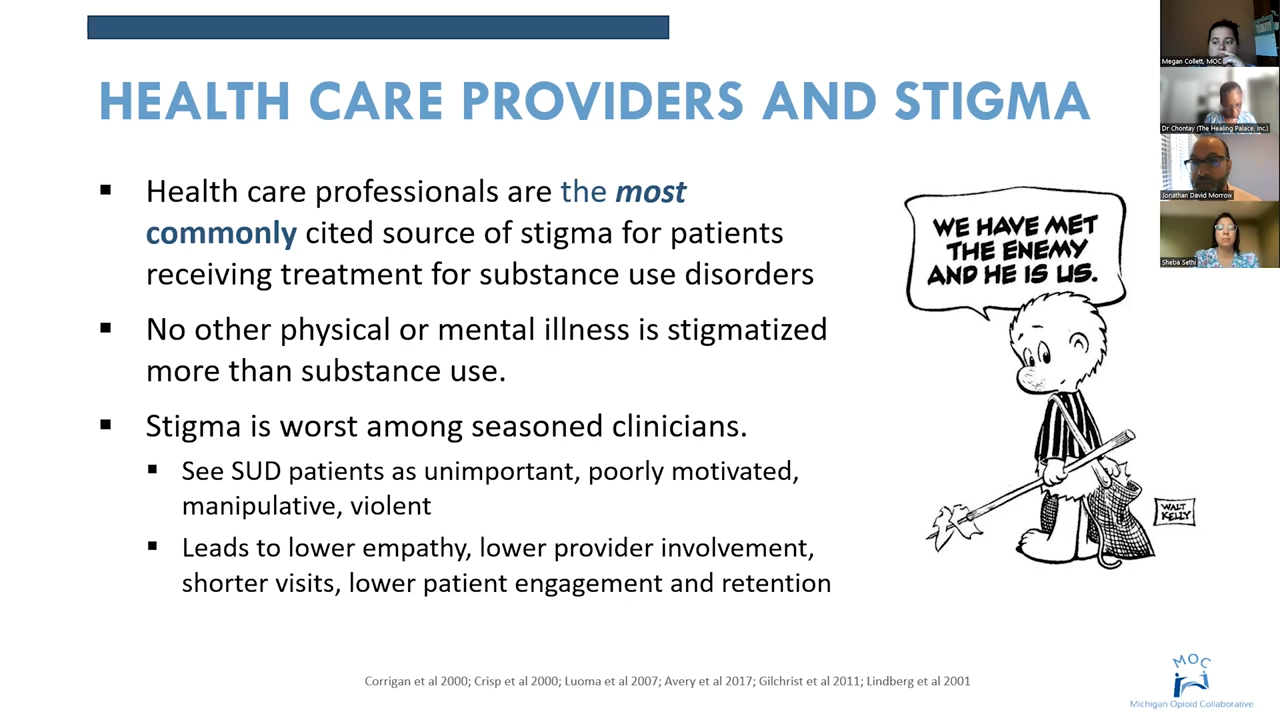 HEALTH CARE PROVIDERS AND STIGMA
▪ Health care professionals are the most
commonly cited source of stigma for patients
receiving treatment for substance use disorders
▪ No other physical or mental illness is stigmatized
more than substance use.
▪ Stigma is worst among seasoned clinicians.
▪ See SUD patients as unimportant, poorly motivated,
manipulative, violent
▪ Leads to lower empathy, lower provider involvement,
shorter visits, lower patient engagement and retention
WE HAVE MET
THE ENEMY
AND HE IS US.
WALT
KELLY
Corrigan et al 2000; Crisp et al 2000; Luoma et al 2007; Avery et al 2017; Gilchrist et al 2011; Lindberg et al 2001
MOC
Michigan Opioid Collaborative
Megan Collett, MOC
Dr Chontay (The Healing Palace, Inc.)
Jonathan David Morrow
Sheba Sethi